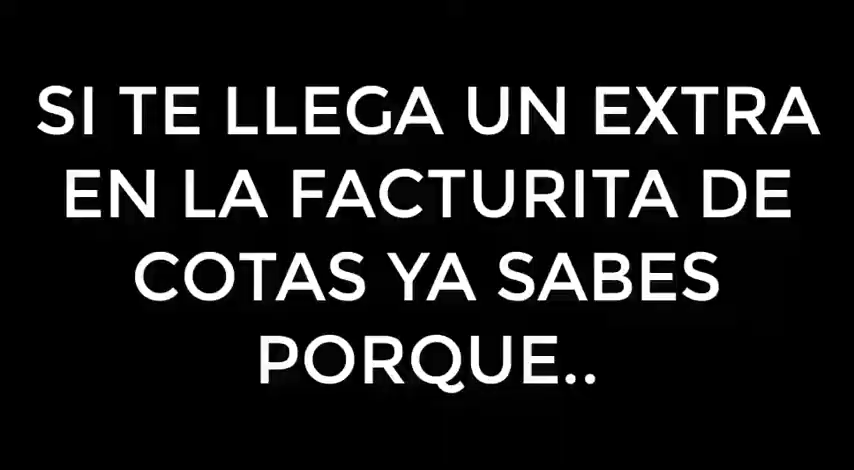 SI TE LLEGA UN EXTRA
EN LA FACTURITA DE
COTAS YA SABES
PORQUE..